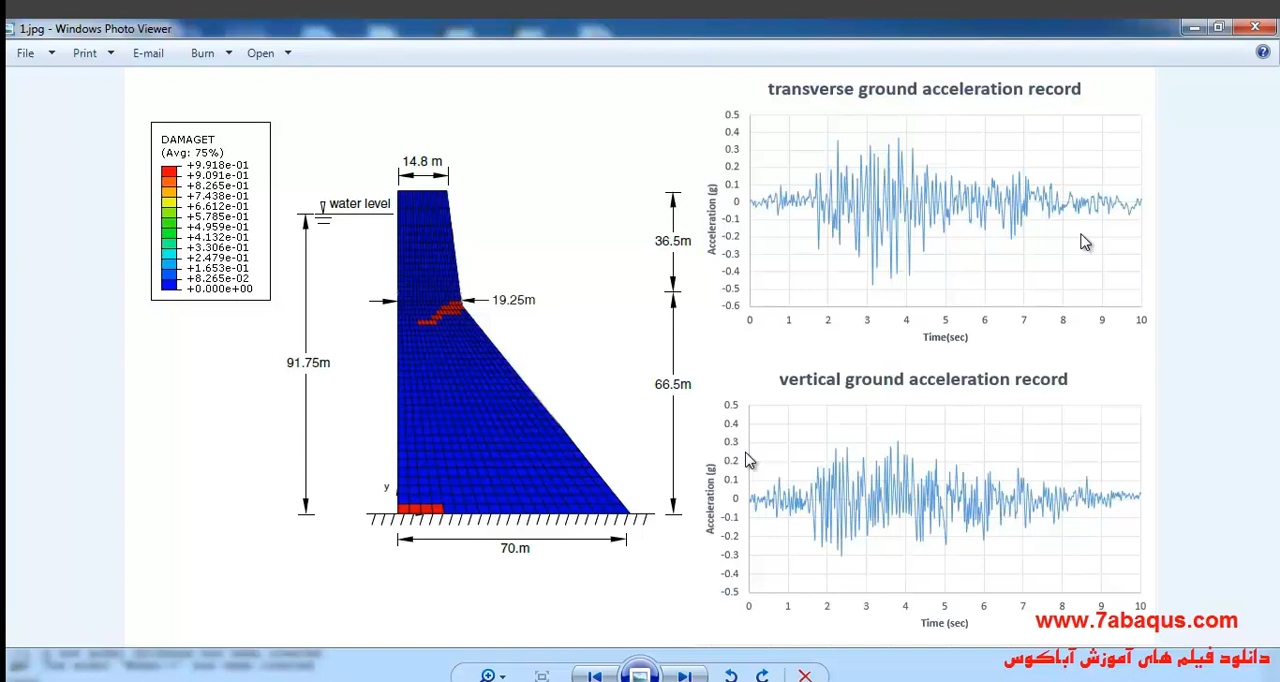 1.jpg - Windows Photo Viewer
File Print E-mail Burn Open
DAMAGET
(Avg: 75%)
+9.918e-01
+9.091e-01
+8.265e-01
+7.438e-01
+6.612e-01
+5.785e-01
+4.959e-01
+4.132e-01
+3.306e-01
+2.479e-01
+1.653e-01
+8.265e-02
+0.000e+00
14.8 m
water level
36.5m
19.25m
91.75m
66.5m
y
70.m
transverse ground acceleration record
Acceleration (g)
0.5
0.4
0.3
0.2
0.1
0
-0.1
-0.2
-0.3
-0.4
-0.5
-0.6
0 1 2 3 4 5 6 7 8 9 10
Time(sec)
vertical ground acceleration record
Acceleration (g)
0.5
0.4
0.3
0.2
0.1
0
-0.1
-0.2
-0.3
-0.4
-0.5
0 1 2 3 4 5 6 7 8 9 10
Time (sec)
www.7abaqus.com
دانلود فیلم های آموزش آباکوس